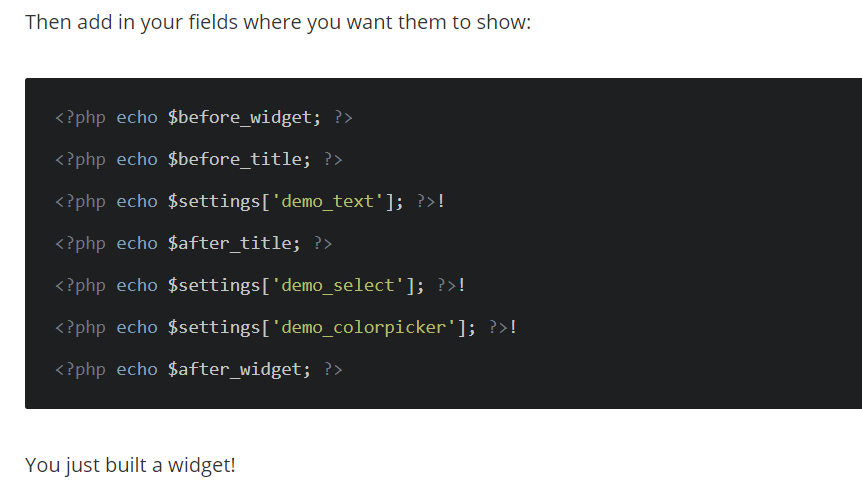 Then add in your fields where you want them to show:
<?php echo $before_widget; ?>
<?php echo $before_title; ?>
<?php echo $settings['demo_text']; ?>!
<?php echo $after_title; ?>
<?php echo $settings['demo_select']; ?>!
<?php echo $settings['demo_colorpicker']; ?>!
<?php echo $after_widget; ?>
You just built a widget!